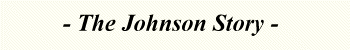 - The Johnson Story -